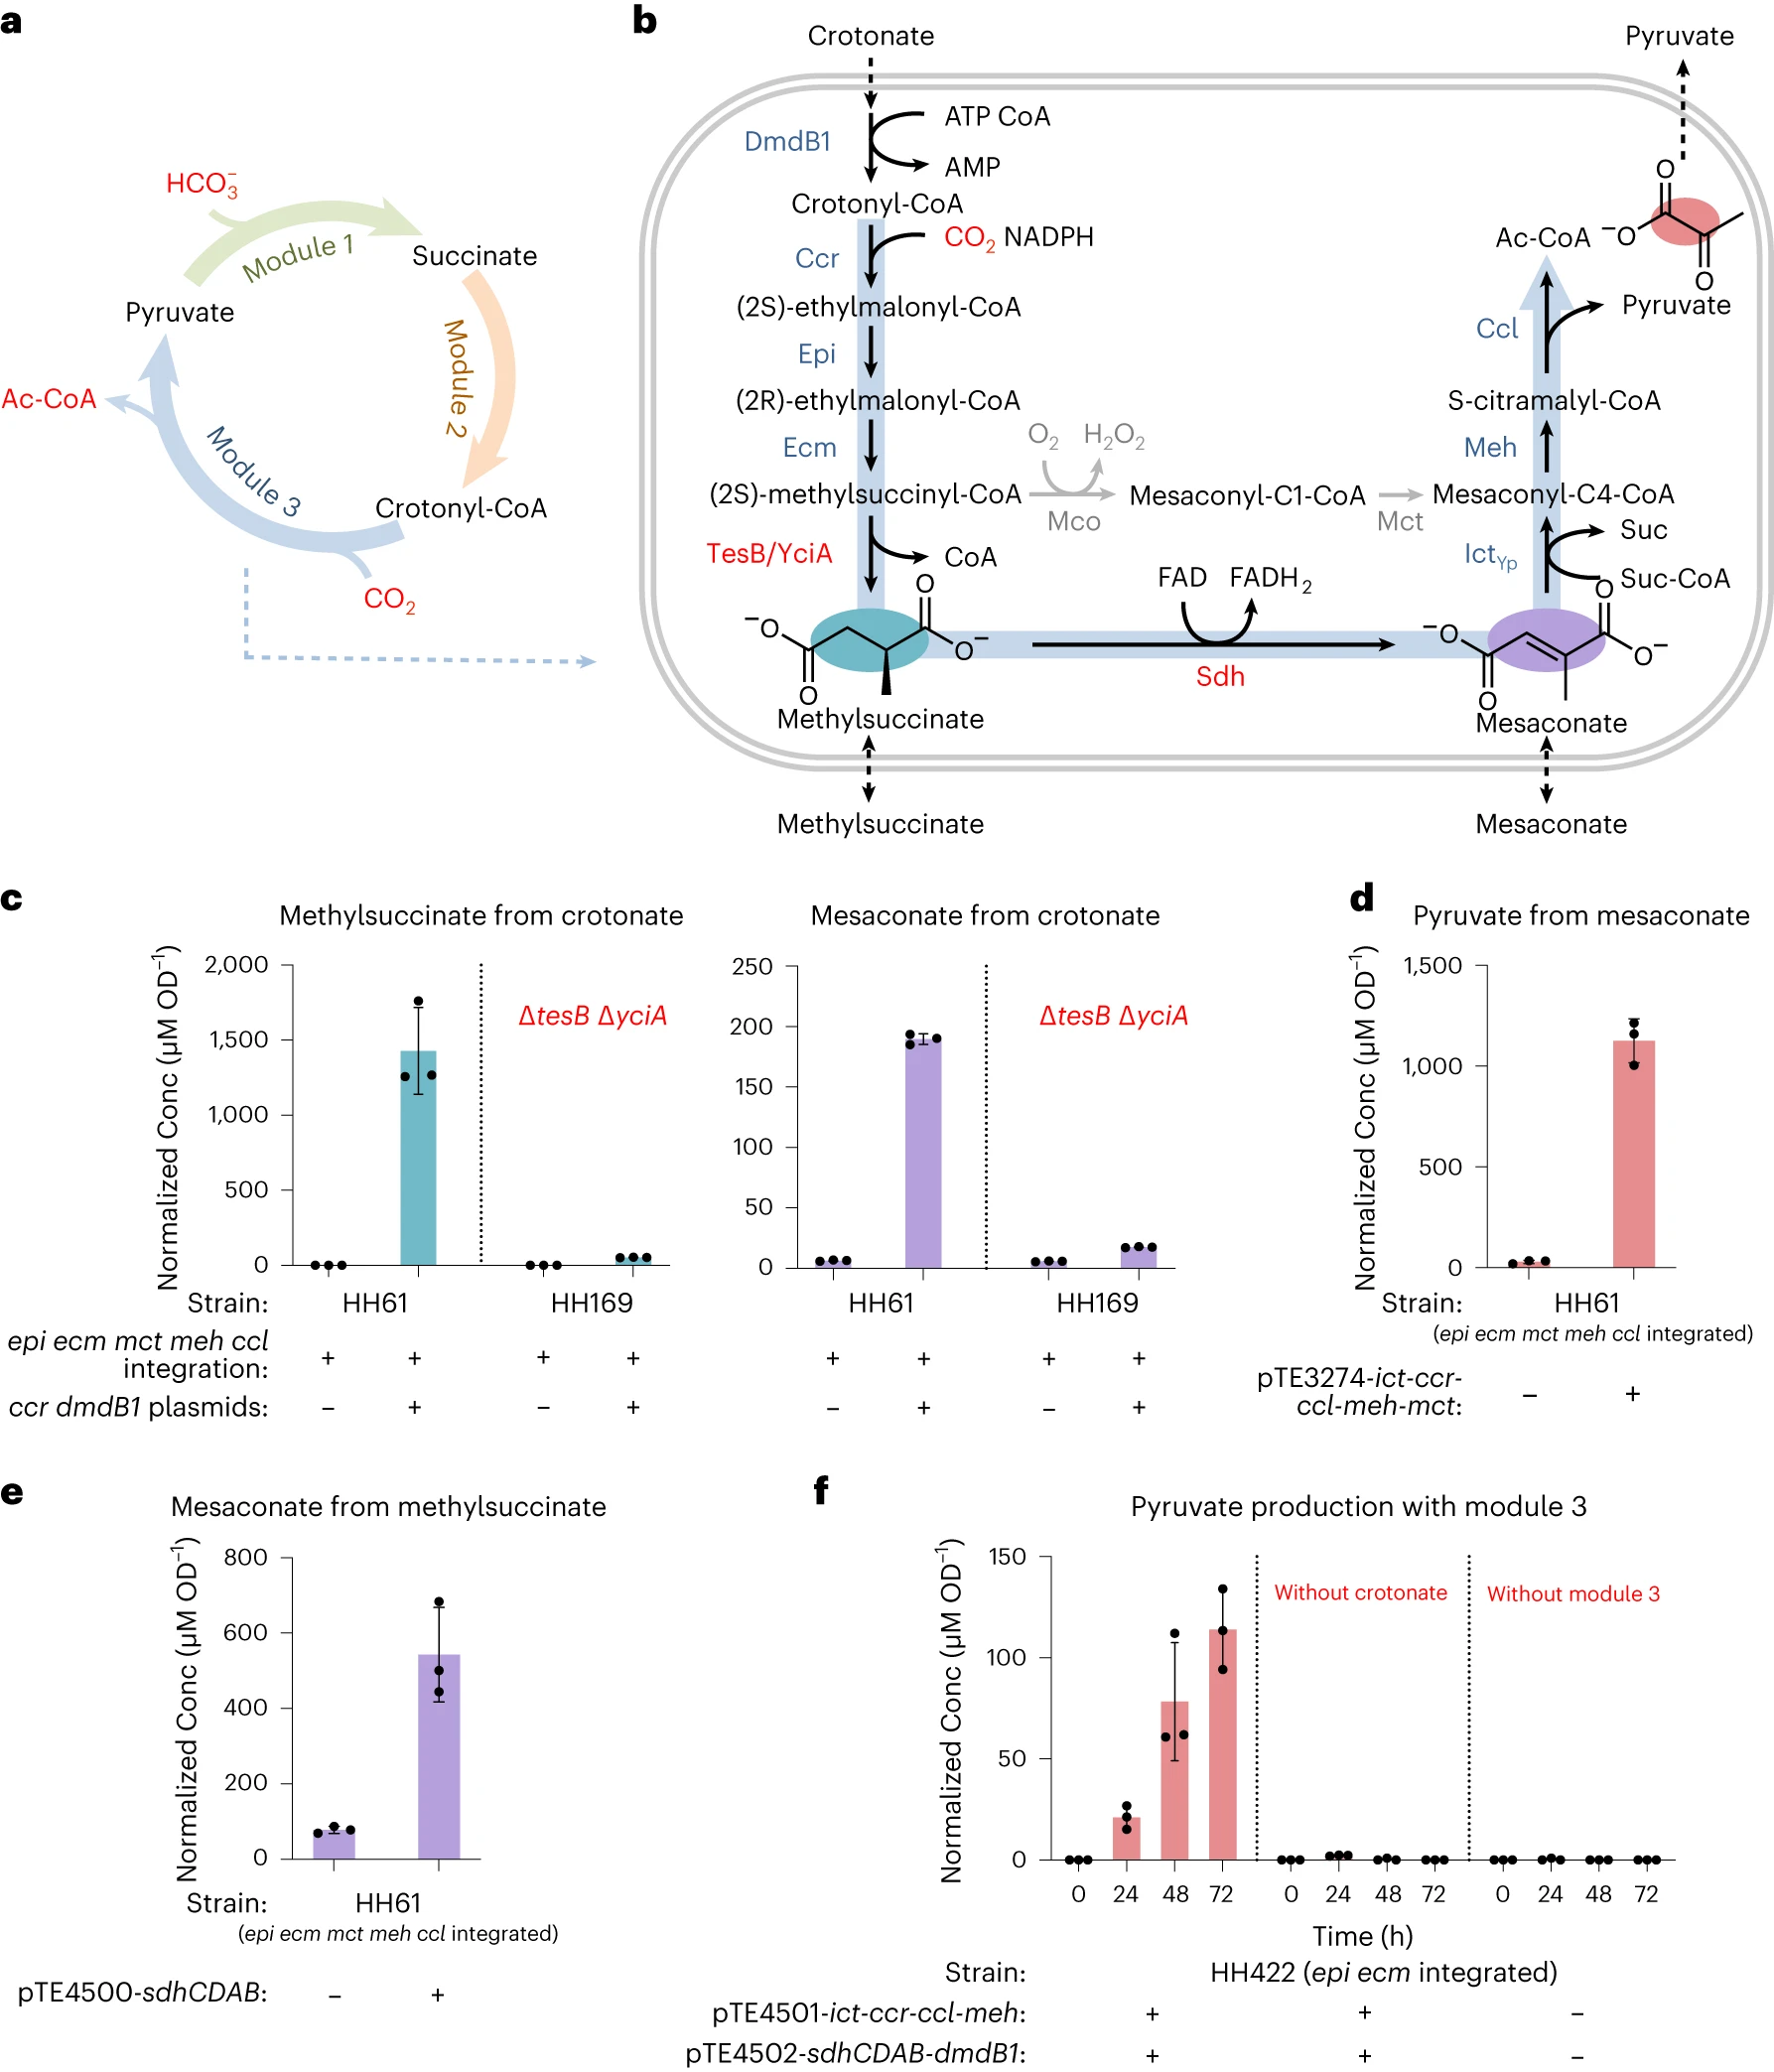 a
HCO3−
Module 1
Succinate
Pyruvate
Module 2
Ac-CoA
Module 3
Crotonyl-CoA
CO2
b
Crotonate
Pyruvate
ATP CoA
DmdB1
AMP
Crotonyl-CoA
CO2 NADPH
Ccr
(2S)-ethylmalonyl-CoA
Epi
(2R)-ethylmalonyl-CoA
Ecm
(2S)-methylsuccinyl-CoA
O2 H2O2
Mco
Mesaconyl-C1-CoA
Mct
Mesaconyl-C4-CoA
TesB/YciA
CoA
FAD FADH2
Sdh
−O
O
O
O−
Methylsuccinate
Methylsuccinate
−O
O
O
O−
Mesaconate
Mesaconate
IctYp
Suc
Suc-CoA
Meh
S-citramalyl-CoA
Ccl
Pyruvate
Ac-CoA
−O
O
O
c
Methylsuccinate from crotonate
Normalized Conc (µM OD−1)
2,000
1,500
1,000
500
0
ΔtesB ΔyciA
Mesaconate from crotonate
250
200
150
100
50
0
ΔtesB ΔyciA
Strain: HH61 HH169 HH61 HH169
epi ecm mct meh ccl
integration: + + + + + + + +
ccr dmdB1 plasmids: − + − + − + − +
d
Pyruvate from mesaconate
Normalized Conc (µM OD−1)
1,500
1,000
500
0
Strain: HH61
(epi ecm mct meh ccl integrated)
pTE3274-ict-ccr-
ccl-meh-mct: − +
e
Mesaconate from methylsuccinate
Normalized Conc (µM OD−1)
800
600
400
200
0
Strain: HH61
(epi ecm mct meh ccl integrated)
pTE4500-sdhCDAB: − +
f
Pyruvate production with module 3
Normalized Conc (µM OD−1)
150
100
50
0
Without crotonate
Without module 3
0 24 48 72 0 24 48 72 0 24 48 72
Time (h)
Strain: HH422 (epi ecm integrated)
pTE4501-ict-ccr-ccl-meh: + + −
pTE4502-sdhCDAB-dmdB1: + + −